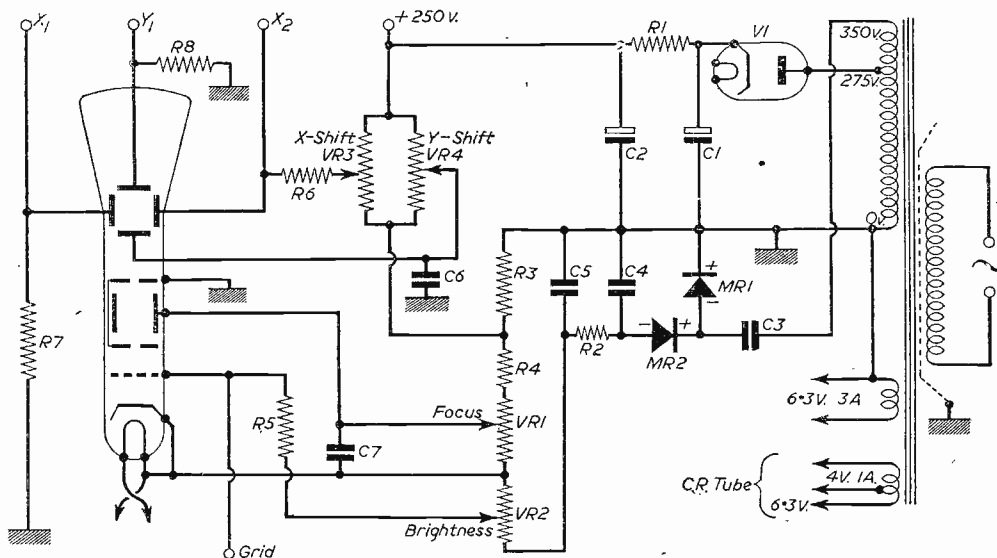 X1
Y1
X2
+250v.
R8
R1
V1
350v.
275v.
X-Shift
VR3
Y-Shift
VR4
R6
C2
C1
0v.
C6
R3
C5
C4
+
MR1
-
R7
R2
- +
MR2
C3
R4
R5
Focus
VR1
C7
6·3V. 3A
C.R. Tube
4V. 1A.
6·3V.
Brightness
VR2
Grid